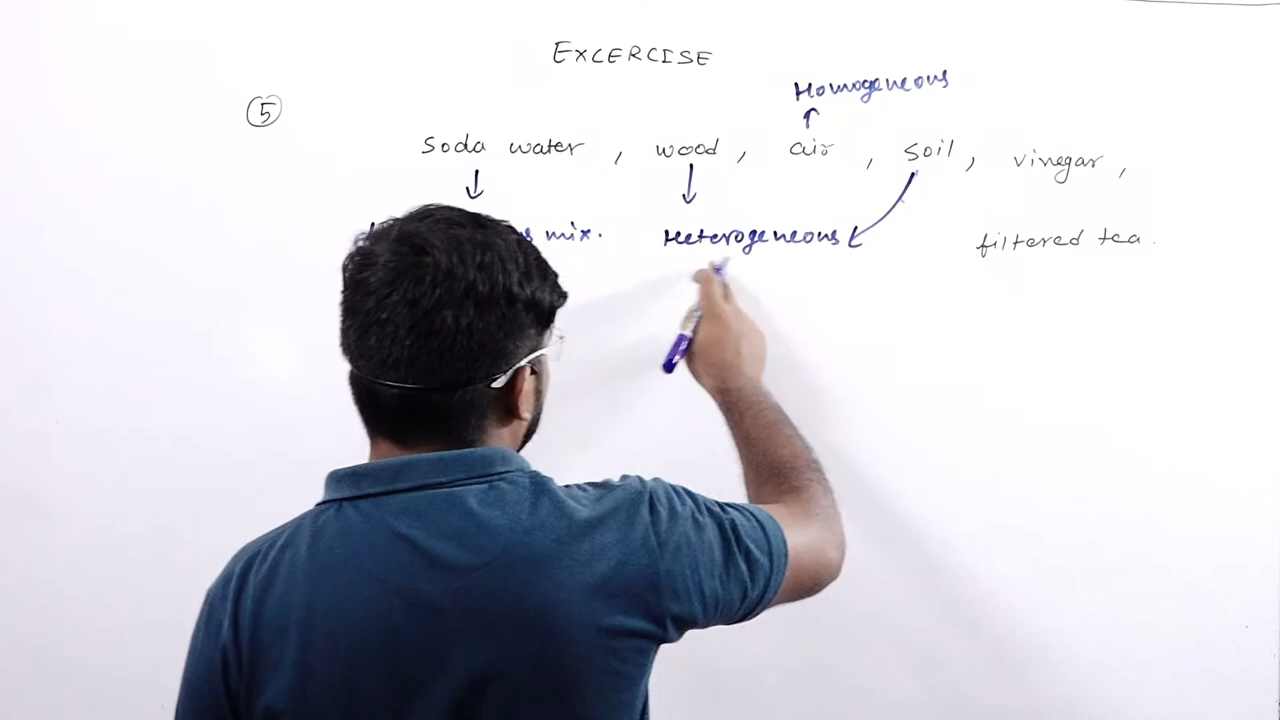 EXCERCISE
Homogeneous
5
Soda water , wood , air , soil , vinegar ,
mix. Heterogeneous filtered tea.